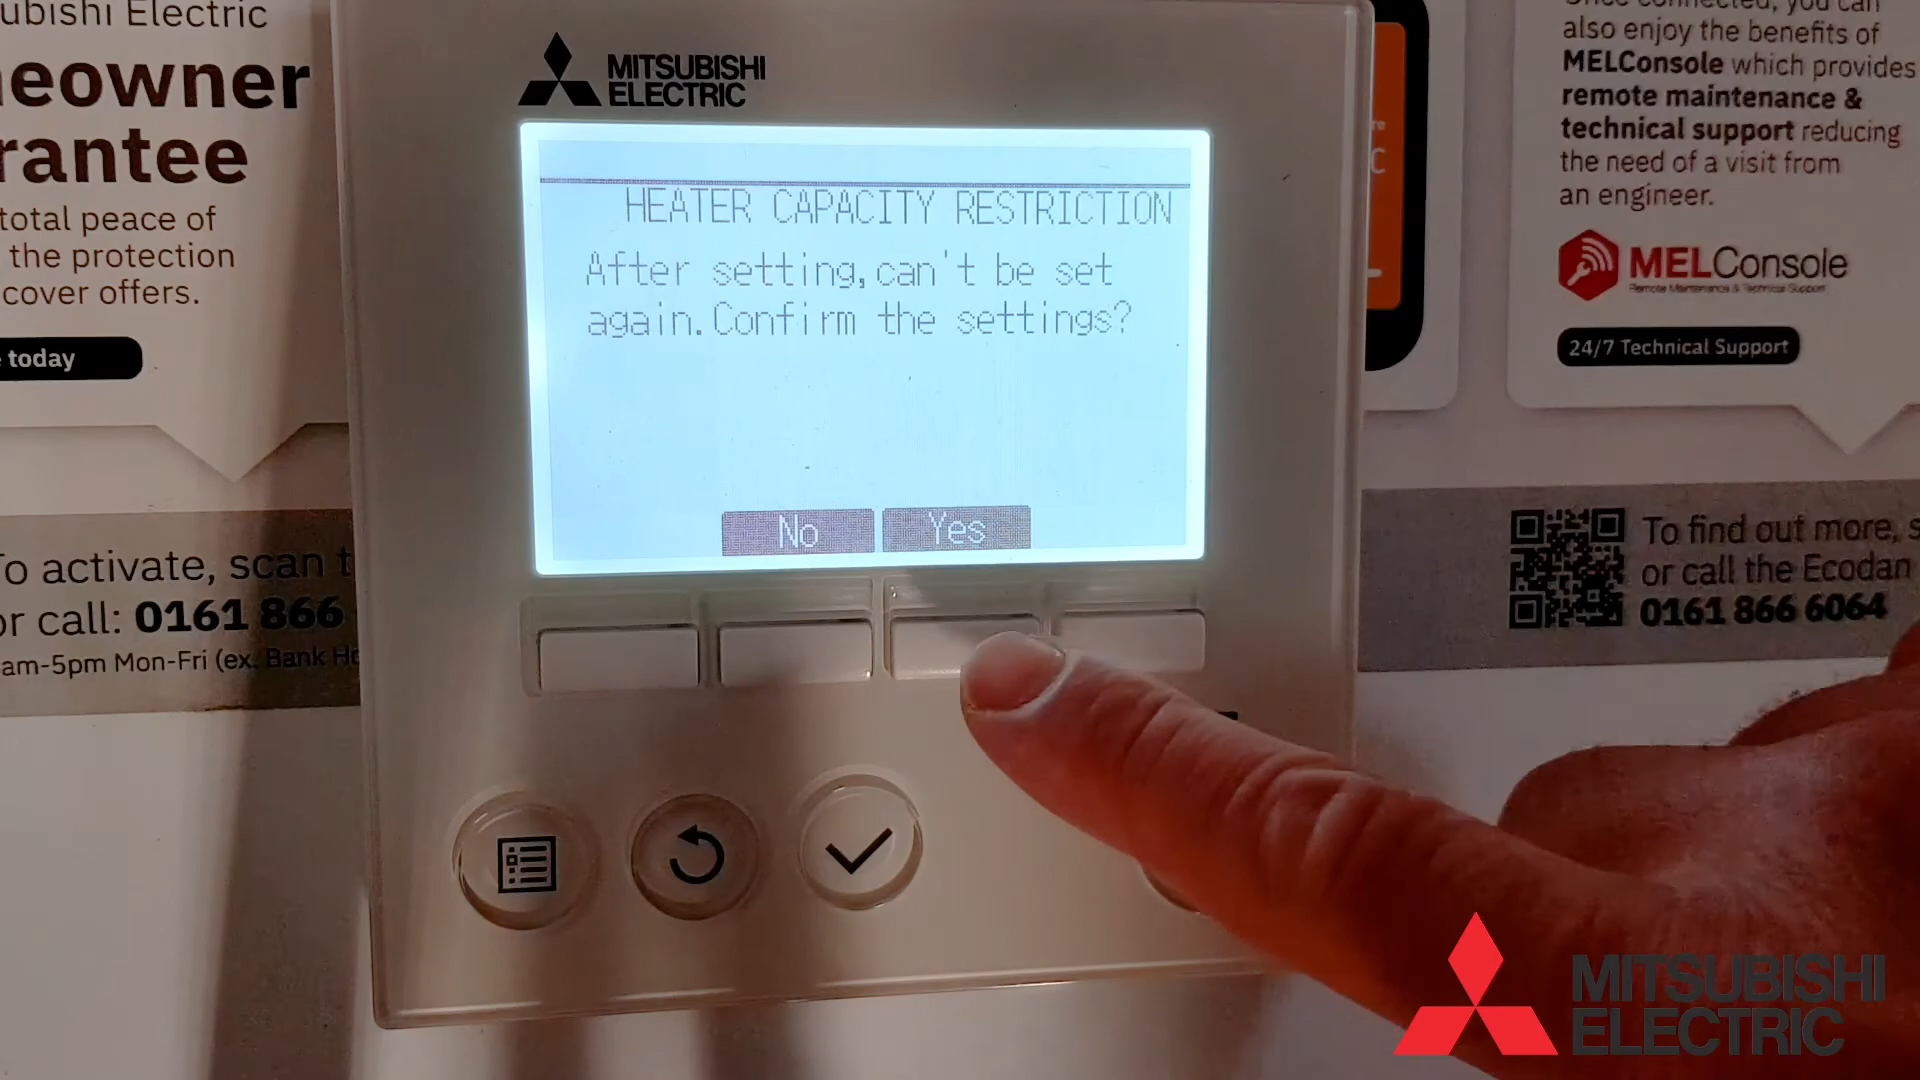 ubishi Electric
eowner
rantee
total peace of
the protection
cover offers.
today
To activate, scan t
or call: 0161 866
am-5pm Mon-Fri (ex. Bank Ho
MITSUBISHI
ELECTRIC
HEATER CAPACITY RESTRICTION
After setting,can't be set
again.Confirm the settings?
No Yes
also enjoy the benefits of
MELConsole which provides
remote maintenance &
technical support reducing
the need of a visit from
an engineer.
MELConsole
Remote Maintenance & Technical Support
24/7 Technical Support
To find out more, s
or call the Ecodan
0161 866 6064
MITSUBISHI
ELECTRIC